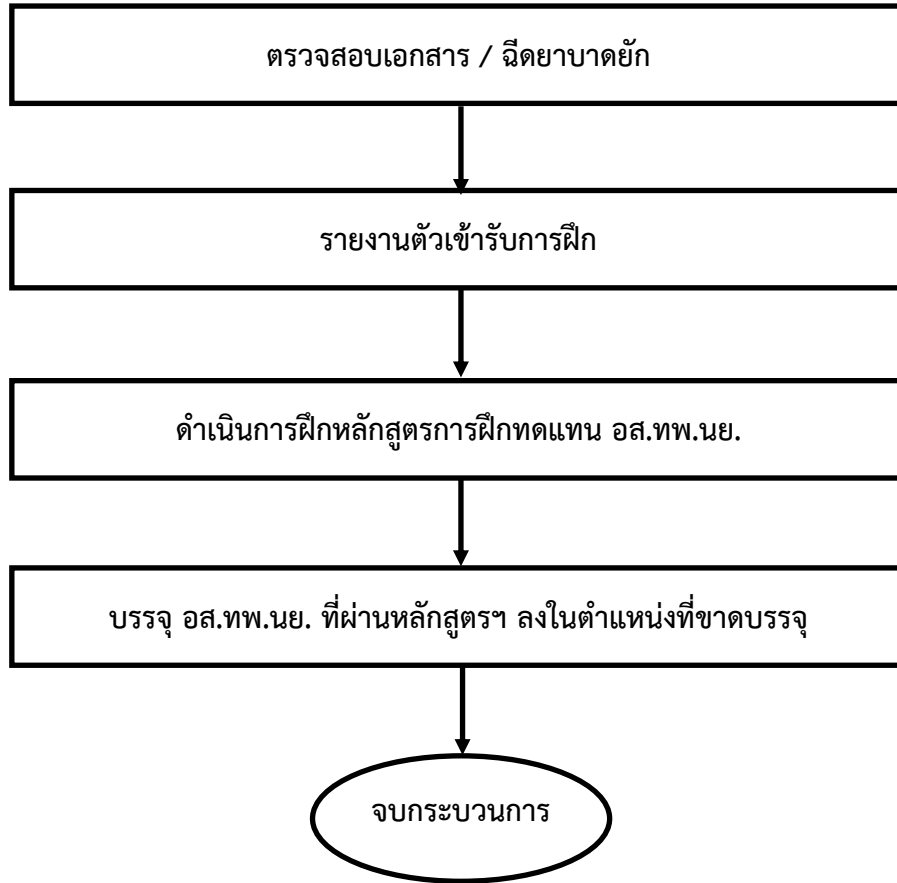 ตรวจสอบเอกสาร / ฉีดยาบาดยัก
รายงานตัวเข้ารับการฝึก
ดำเนินการฝึกหลักสูตรการฝึกทดแทน อส.ทพ.นย.
บรรจุ อส.ทพ.นย. ที่ผ่านหลักสูตรฯ ลงในตำแหน่งที่ขาดบรรจุ
จบกระบวนการ